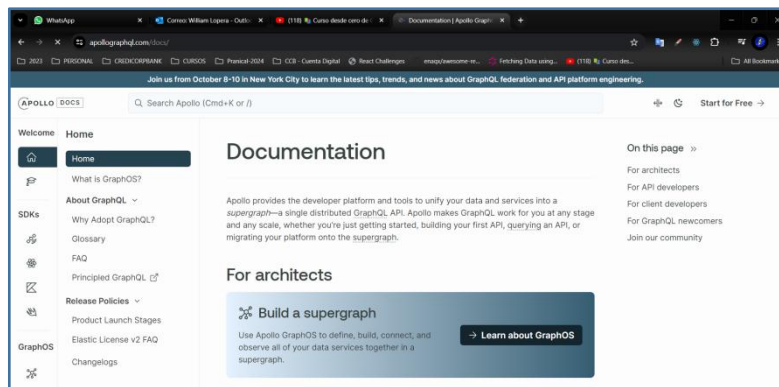 WhatsApp
Correo: William Lopera - Outlo
(118) Curso desde cero de
Documentation | Apollo Graph
apollographql.com/docs/
2023
PERSONAL
CREDICORPBANK
CURSOS
Prenical-2024
CCB - Cuenta Digital
React Challenges
enaqx/awesome-re...
Fetching Data using...
(118) Curso des...
All Bookmark
Join us from October 8-10 in New York City to learn the latest tips, trends, and news about GraphQL federation and API platform engineering.
APOLLO DOCS
Search Apollo (Cmd+K or /)
Start for Free →
Welcome
SDKs
GraphOS
Home
Home
What is GraphOS?
About GraphQL
Why Adopt GraphQL?
Glossary
FAQ
Principled GraphQL
Release Policies
Product Launch Stages
Elastic License v2 FAQ
Changelogs
Documentation
Apollo provides the developer platform and tools to unify your data and services into a
supergraph—a single distributed GraphQL API. Apollo makes GraphQL work for you at any stage
and any scale, whether you're just getting started, building your first API, querying an API, or
migrating your platform onto the supergraph.
For architects
Build a supergraph
Use Apollo GraphOS to define, build, connect, and
observe all of your data services together in a
supergraph.
→ Learn about GraphOS
On this page »
For architects
For API developers
For client developers
For GraphQL newcomers
Join our community